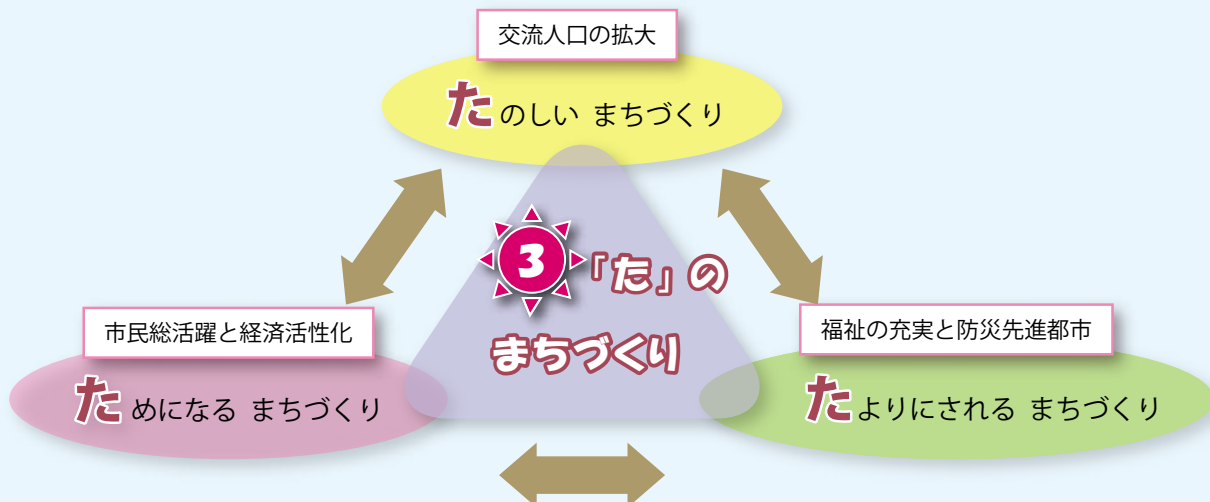 交流人口の拡大
たのしい まちづくり
3「た」の
まちづくり
市民総活躍と経済活性化
ためになる まちづくり
福祉の充実と防災先進都市
たよりにされる まちづくり